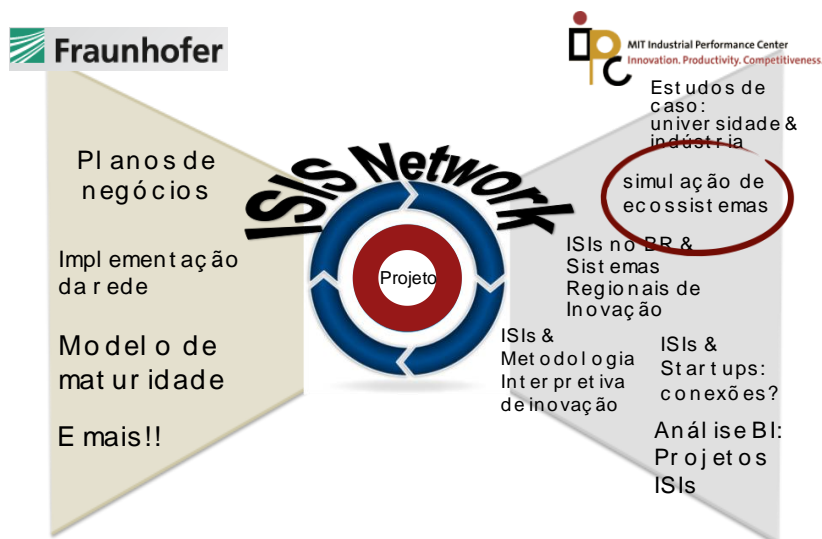 Fraunhofer
MIT Industrial Performance Center
Innovation. Productivity. Competitiveness
ipc
ISIS Network
Projeto
Planos de
negócios
Implementação
da rede
Modelo de
maturidade
E mais!!
Estudos de
caso:
universidade &
indústria
simulação de
ecossistemas
ISIs no BR &
Sistemas
Regionais de
Inovação
ISIs &
Metodologia
Interpretiva
de inovação
ISIs &
Startups:
conexões?
Análise BI:
Projetos
ISIs